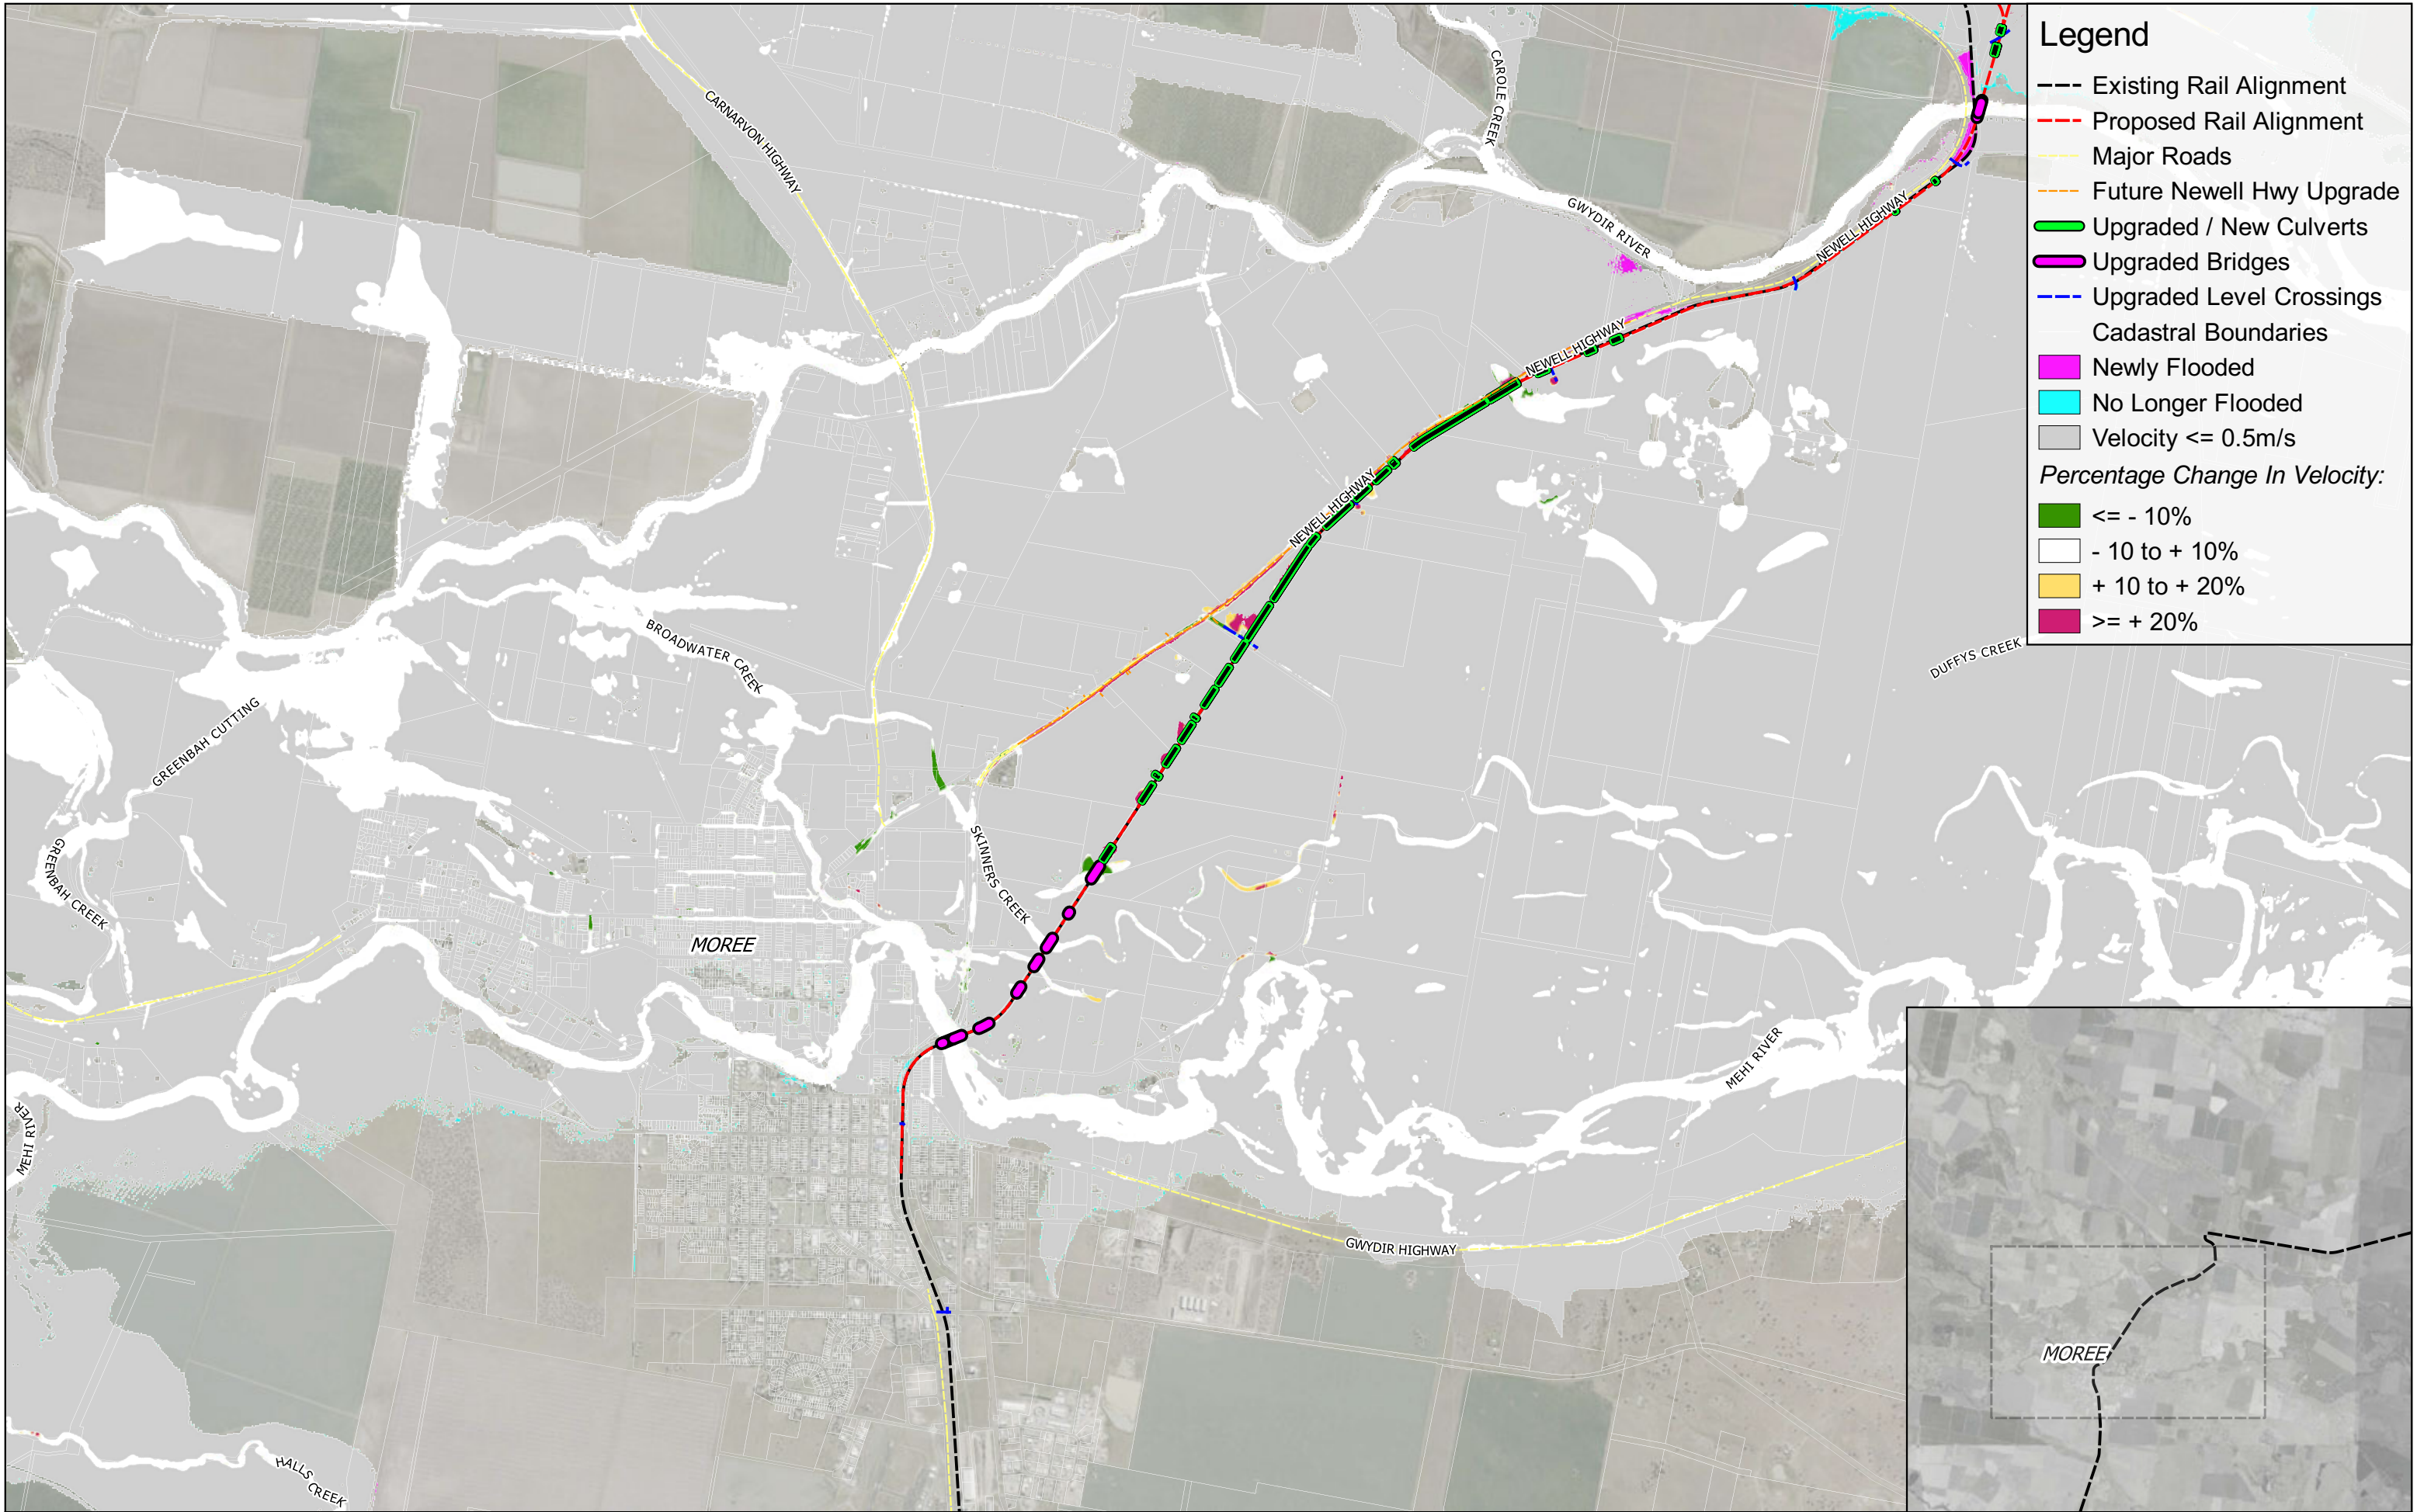 Legend
Existing Rail Alignment
Proposed Rail Alignment
Major Roads
Future Newell Hwy Upgrade
Upgraded / New Culverts
Upgraded Bridges
Upgraded Level Crossings
Cadastral Boundaries
Newly Flooded
No Longer Flooded
Velocity <= 0.5m/s
Percentage Change In Velocity:
<= - 10%
- 10 to + 10%
+ 10 to + 20%
>= + 20%
CARNARVON HIGHWAY
CAROLE CREEK
GWYDIR RIVER
NEWELL HIGHWAY
NEWELL HIGHWAY
NEWELL HIGHWAY
BROADWATER CREEK
DUFFYS CREEK
GREENBAH CUTTING
GREENBAH CREEK
SKINNERS CREEK
MOREE
MEHI RIVER
MEHI RIVER
GWYDIR HIGHWAY
HALLS CREEK
MOREE